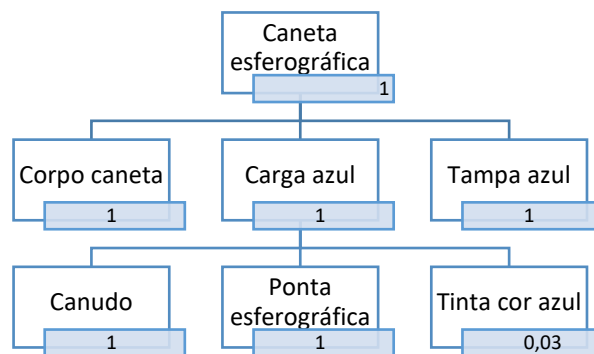 Caneta
esferográfica
1
Corpo caneta
1
Carga azul
1
Tampa azul
1
Canudo
1
Ponta
esferográfica
1
Tinta cor azul
0,03